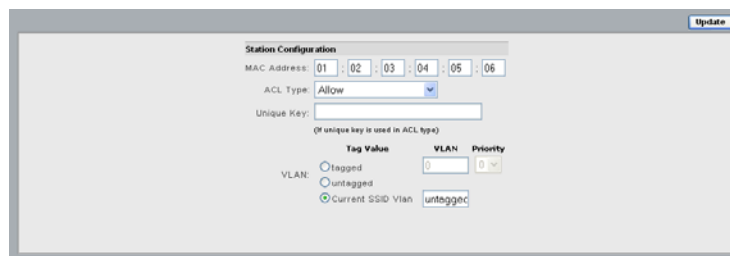 Update
Station Configuration
MAC Address: 01 : 02 : 03 : 04 : 05 : 06
ACL Type: Allow
Unique Key:
(If unique key is used in ACL type)
Tag Value VLAN Priority
VLAN:
tagged 0 0
untagged
Current SSID Vlan untagged